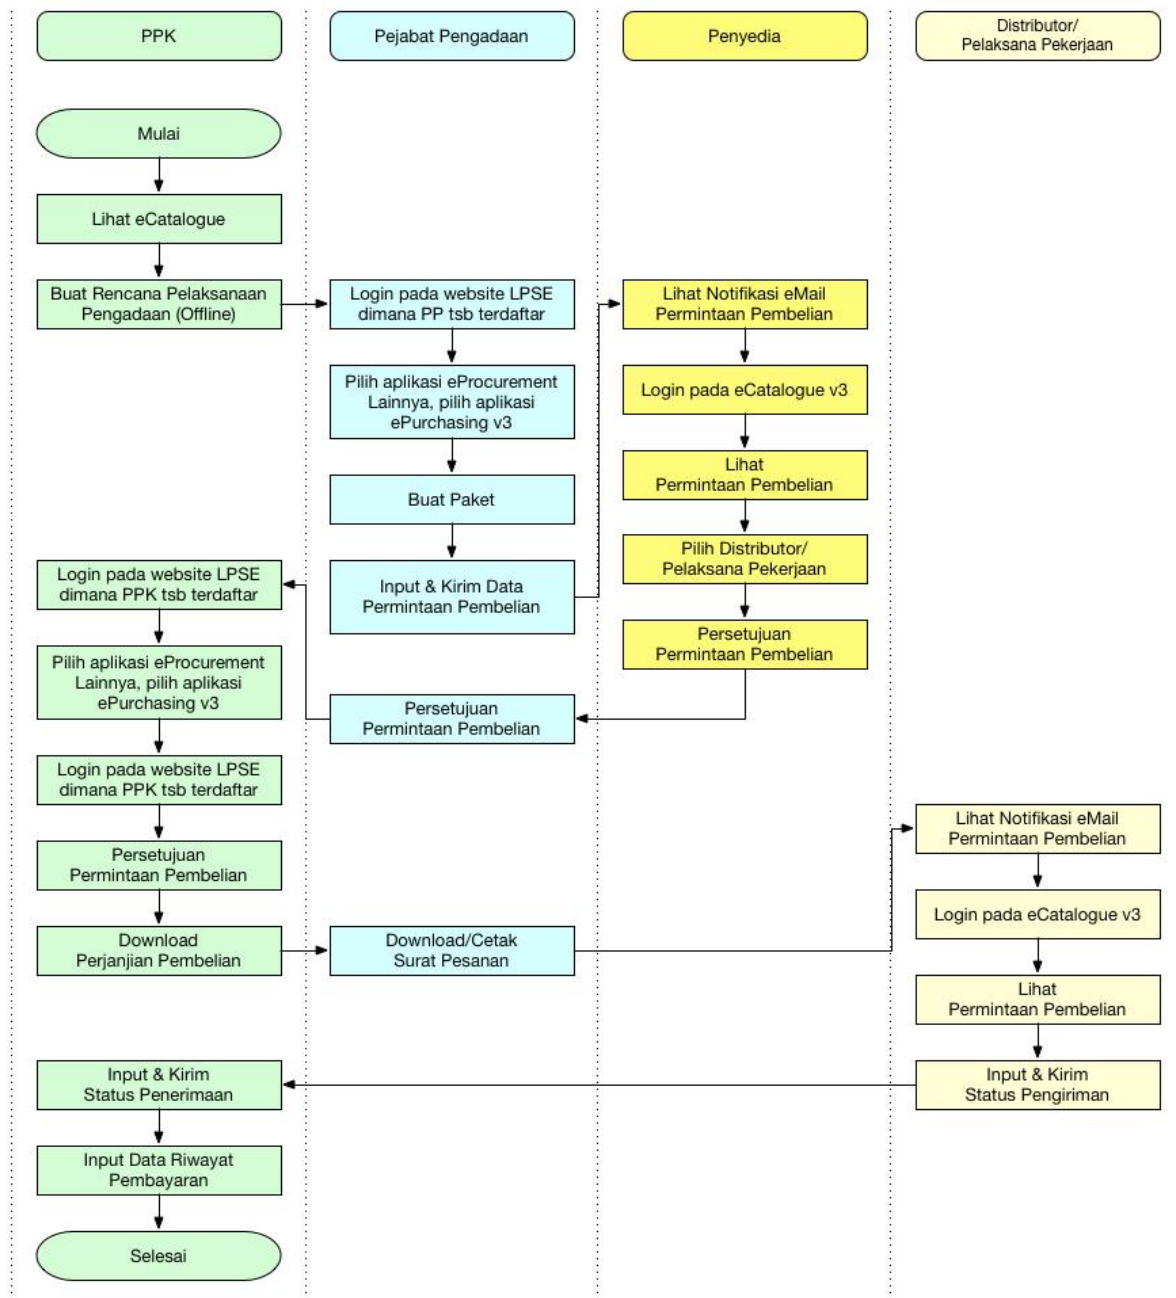 PPK
Pejabat Pengadaan
Penyedia
Distributor/
Pelaksana Pekerjaan
Mulai
Lihat eCatalogue
Buat Rencana Pelaksanaan
Pengadaan (Offline)
Login pada website LPSE
dimana PP tsb terdaftar
Pilih aplikasi eProcurement
Lainnya, pilih aplikasi
ePurchasing v3
Buat Paket
Input & Kirim Data
Permintaan Pembelian
Lihat Notifikasi eMail
Permintaan Pembelian
Login pada eCatalogue v3
Lihat
Permintaan Pembelian
Pilih Distributor/
Pelaksana Pekerjaan
Persetujuan
Permintaan Pembelian
Persetujuan
Permintaan Pembelian
Login pada website LPSE
dimana PPK tsb terdaftar
Pilih aplikasi eProcurement
Lainnya, pilih aplikasi
ePurchasing v3
Login pada website LPSE
dimana PPK tsb terdaftar
Persetujuan
Permintaan Pembelian
Download
Perjanjian Pembelian
Download/Cetak
Surat Pesanan
Lihat Notifikasi eMail
Permintaan Pembelian
Login pada eCatalogue v3
Lihat
Permintaan Pembelian
Input & Kirim
Status Pengiriman
Input & Kirim
Status Penerimaan
Input Data Riwayat
Pembayaran
Selesai